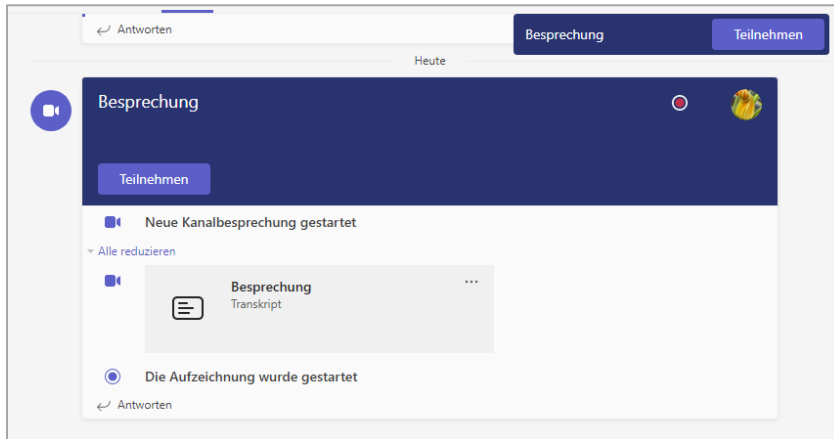 Antworten
Besprechung
Teilnehmen
Heute
Besprechung
Teilnehmen
Neue Kanalbesprechung gestartet
Alle reduzieren
Besprechung
Transkript
Die Aufzeichnung wurde gestartet
Antworten